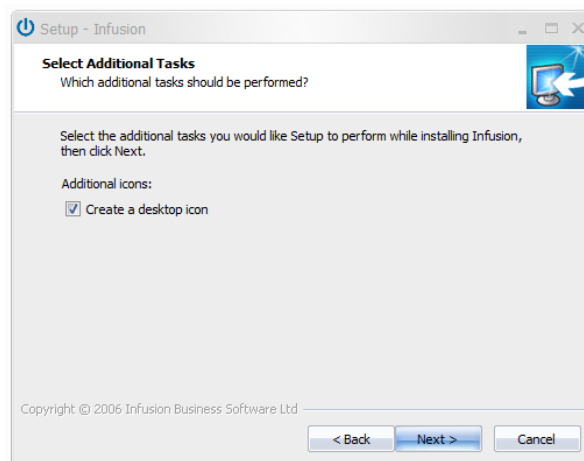 Setup - Infusion
Select Additional Tasks
Which additional tasks should be performed?
Select the additional tasks you would like Setup to perform while installing Infusion,
then click Next.
Additional icons:
Create a desktop icon
Copyright © 2006 Infusion Business Software Ltd
< Back Next > Cancel